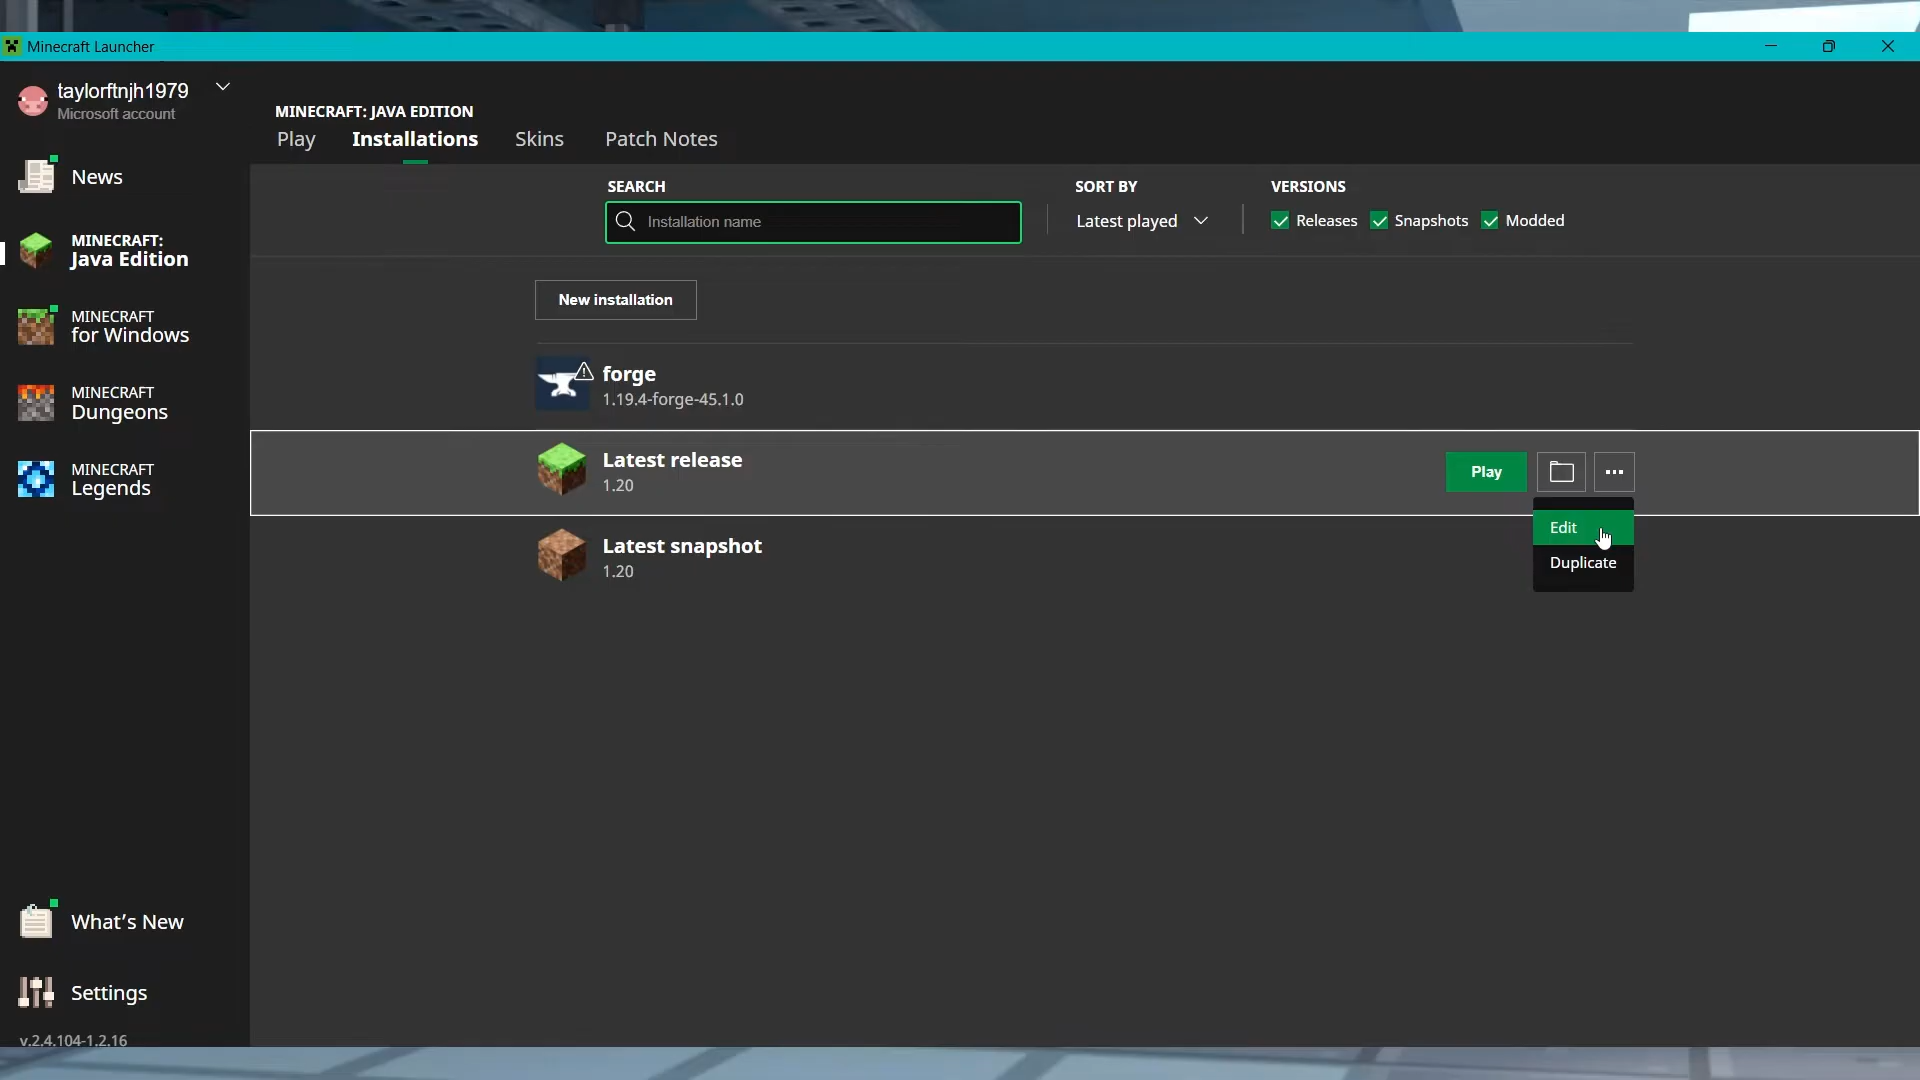 Minecraft Launcher
taylorftnjh1979
Microsoft account
News
MINECRAFT:
Java Edition
MINECRAFT
for Windows
MINECRAFT
Dungeons
MINECRAFT
Legends
What's New
Settings
v.2.4.104-1.2.16
MINECRAFT: JAVA EDITION
Play Installations Skins Patch Notes
SEARCH SORT BY VERSIONS
Installation name Latest played Releases Snapshots Modded
New installation
forge
1.19.4-forge-45.1.0
Latest release
1.20
Play
Edit
Duplicate
Latest snapshot
1.20